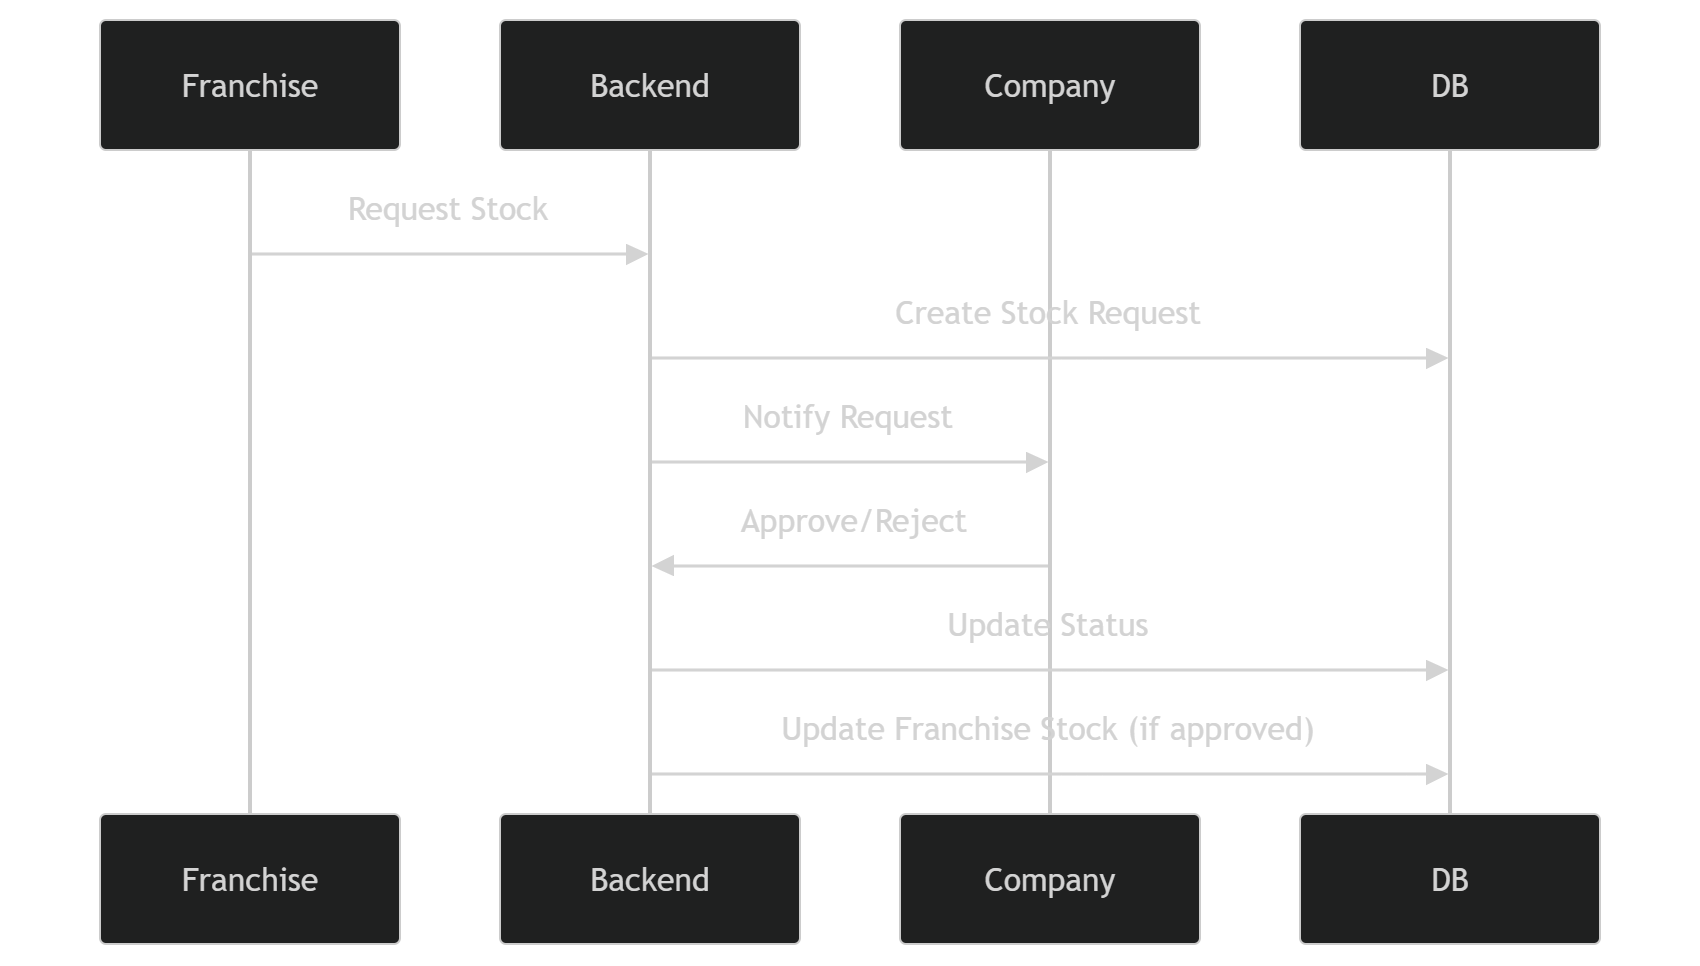 Franchise
Backend
Company
DB
Request Stock
Create Stock Request
Notify Request
Approve/Reject
Update Status
Update Franchise Stock (if approved)
Franchise
Backend
Company
DB